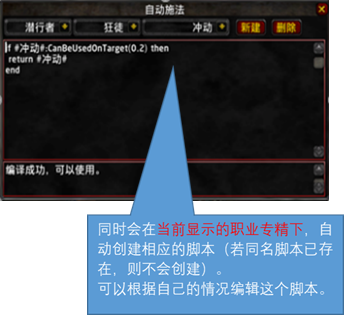 自动施法
潜行者 狂徒 冲动 新建 删除
if #冲动#:CanBeUsedOnTarget(0.2) then
return #冲动#
end
编译成功，可以使用。
同时会在当前显示的职业专精下，自
动创建相应的脚本（若同名脚本已存
在，则不会创建）。
可以根据自己的情况编辑这个脚本。